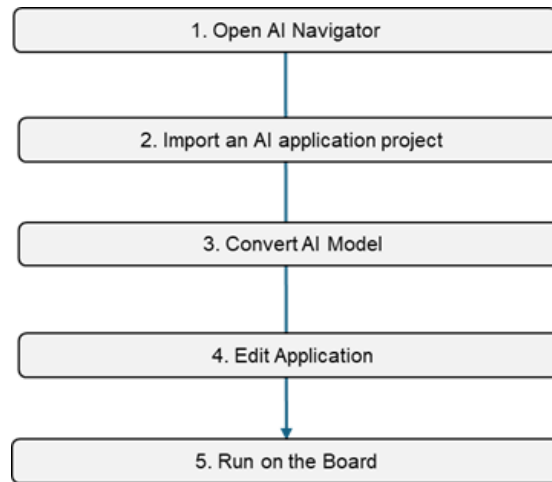 1. Open AI Navigator
2. Import an AI application project
3. Convert AI Model
4. Edit Application
5. Run on the Board